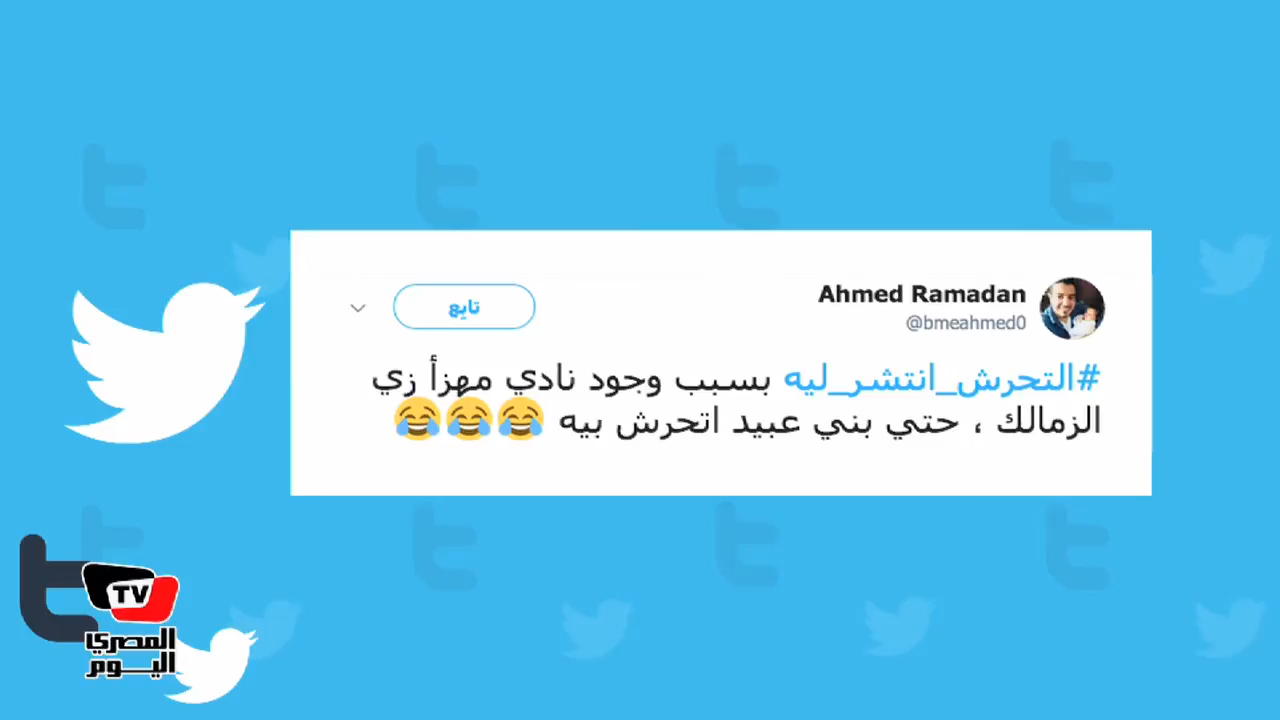 Ahmed Ramadan
تابع
@bmeahmed0
#التحرش_انتشر_ليه بسبب وجود نادي مهزأ زي
الزمالك ، حتي بني عبيد اتحرش بيه 😂😂😂
TV
المصري
اليوم